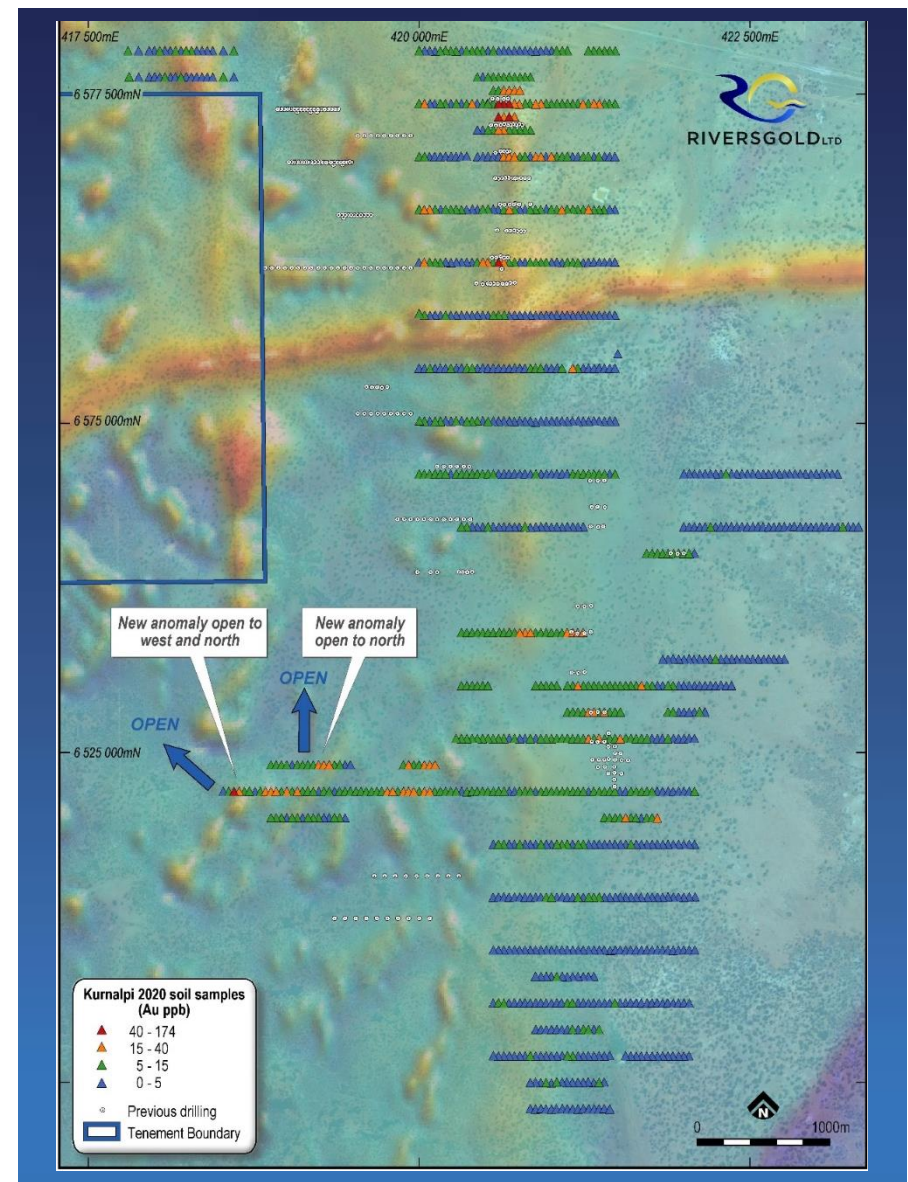 417 500mE
420 000mE
422 500mE
6 577 500mN
RIVERSGOLD LTD
6 575 000mN
New anomaly open to
west and north
New anomaly
open to north
OPEN
OPEN
6 525 000mN
Kurnalpi 2020 soil samples
(Au ppb)
40 - 174
15 - 40
5 - 15
0 - 5
Previous drilling
Tenement Boundary
N
0
1000m